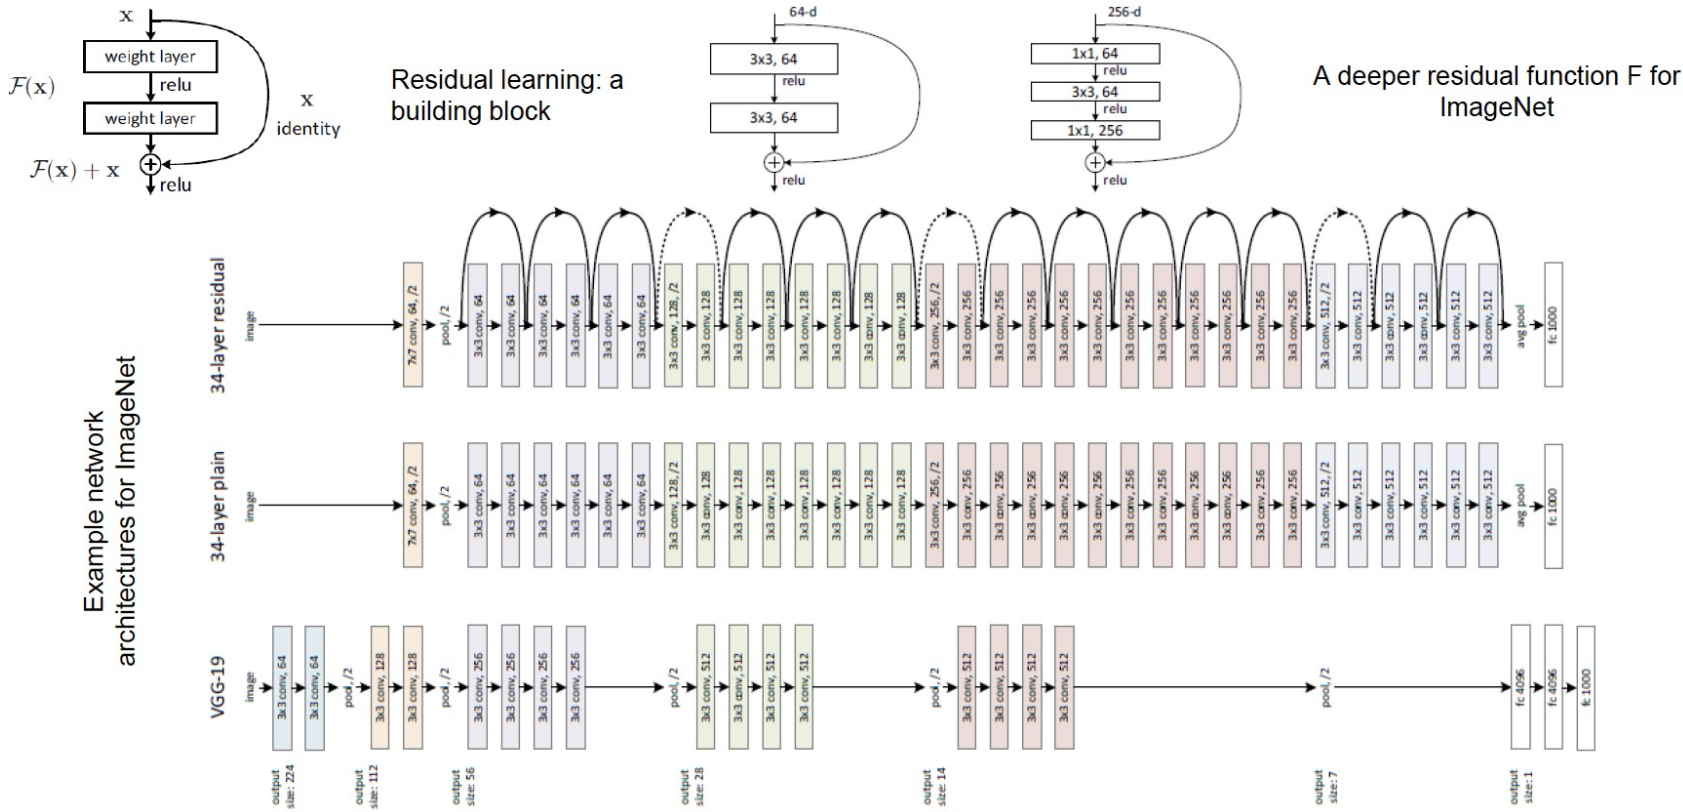 x
weight layer
relu
F(x)
weight layer
x
identity
F(x) + x
relu
Residual learning: a
building block
64-d
3x3, 64
relu
3x3, 64
relu
256-d
1x1, 64
relu
3x3, 64
relu
1x1, 256
relu
A deeper residual function F for
ImageNet
Example network
architectures for ImageNet
34-layer residual
image
7x7 conv, 64, /2
pool, /2
3x3 conv, 64
3x3 conv, 64
3x3 conv, 64
3x3 conv, 64
3x3 conv, 64
3x3 conv, 64
3x3 conv, 128, /2
3x3 conv, 128
3x3 conv, 128
3x3 conv, 128
3x3 conv, 128
3x3 conv, 128
3x3 conv, 128
3x3 conv, 128
3x3 conv, 256, /2
3x3 conv, 256
3x3 conv, 256
3x3 conv, 256
3x3 conv, 256
3x3 conv, 256
3x3 conv, 256
3x3 conv, 256
3x3 conv, 256
3x3 conv, 256
3x3 conv, 256
3x3 conv, 256
3x3 conv, 512, /2
3x3 conv, 512
3x3 conv, 512
3x3 conv, 512
3x3 conv, 512
3x3 conv, 512
avg pool
fc 1000
34-layer plain
image
7x7 conv, 64, /2
pool, /2
3x3 conv, 64
3x3 conv, 64
3x3 conv, 64
3x3 conv, 64
3x3 conv, 64
3x3 conv, 64
3x3 conv, 128, /2
3x3 conv, 128
3x3 conv, 128
3x3 conv, 128
3x3 conv, 128
3x3 conv, 128
3x3 conv, 128
3x3 conv, 128
3x3 conv, 256, /2
3x3 conv, 256
3x3 conv, 256
3x3 conv, 256
3x3 conv, 256
3x3 conv, 256
3x3 conv, 256
3x3 conv, 256
3x3 conv, 256
3x3 conv, 256
3x3 conv, 256
3x3 conv, 256
3x3 conv, 512, /2
3x3 conv, 512
3x3 conv, 512
3x3 conv, 512
3x3 conv, 512
3x3 conv, 512
avg pool
fc 1000
VGG-19
image
3x3 conv, 64
3x3 conv, 64
pool, /2
3x3 conv, 128
3x3 conv, 128
pool, /2
3x3 conv, 256
3x3 conv, 256
3x3 conv, 256
3x3 conv, 256
pool, /2
3x3 conv, 512
3x3 conv, 512
3x3 conv, 512
3x3 conv, 512
pool, /2
3x3 conv, 512
3x3 conv, 512
3x3 conv, 512
3x3 conv, 512
pool, /2
fc 4096
fc 4096
fc 1000
output
size: 224
output
size: 112
output
size: 56
output
size: 28
output
size: 14
output
size: 7
output
size: 1